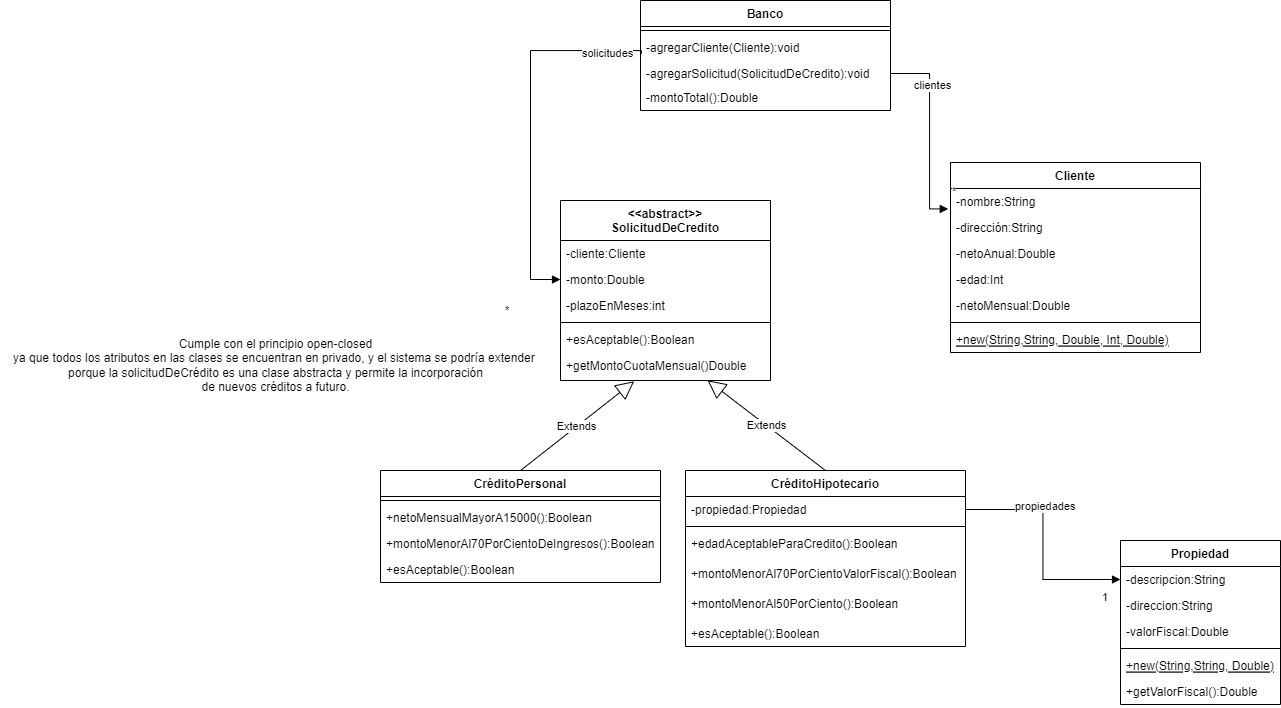 Banco
-agregarCliente(Cliente):void
-agregarSolicitud(SolicitudDeCredito):void
-montoTotal():Double
solicitudes
clientes
Cliente
*
-nombre:String
-dirección:String
-netoAnual:Double
-edad:Int
-netoMensual:Double
+new(String,String, Double, Int, Double)
<<abstract>>
SolicitudDeCredito
-cliente:Cliente
-monto:Double
-plazoEnMeses:int
+esAceptable():Boolean
+getMontoCuotaMensual()Double
*
Cumple con el principio open-closed
ya que todos los atributos en las clases se encuentran en privado, y el sistema se podría extender
porque la solicitudDeCrédito es una clase abstracta y permite la incorporación
de nuevos créditos a futuro.
Extends
Extends
CréditoPersonal
+netoMensualMayorA15000():Boolean
+montoMenorAl70PorCientoDeIngresos():Boolean
+esAceptable():Boolean
CréditoHipotecario
-propiedad:Propiedad
+edadAceptableParaCredito():Boolean
+montoMenorAl70PorCientoValorFiscal():Boolean
+montoMenorAl50PorCiento():Boolean
+esAceptable():Boolean
propiedades
1
Propiedad
-descripcion:String
-direccion:String
-valorFiscal:Double
+new(String,String, Double)
+getValorFiscal():Double